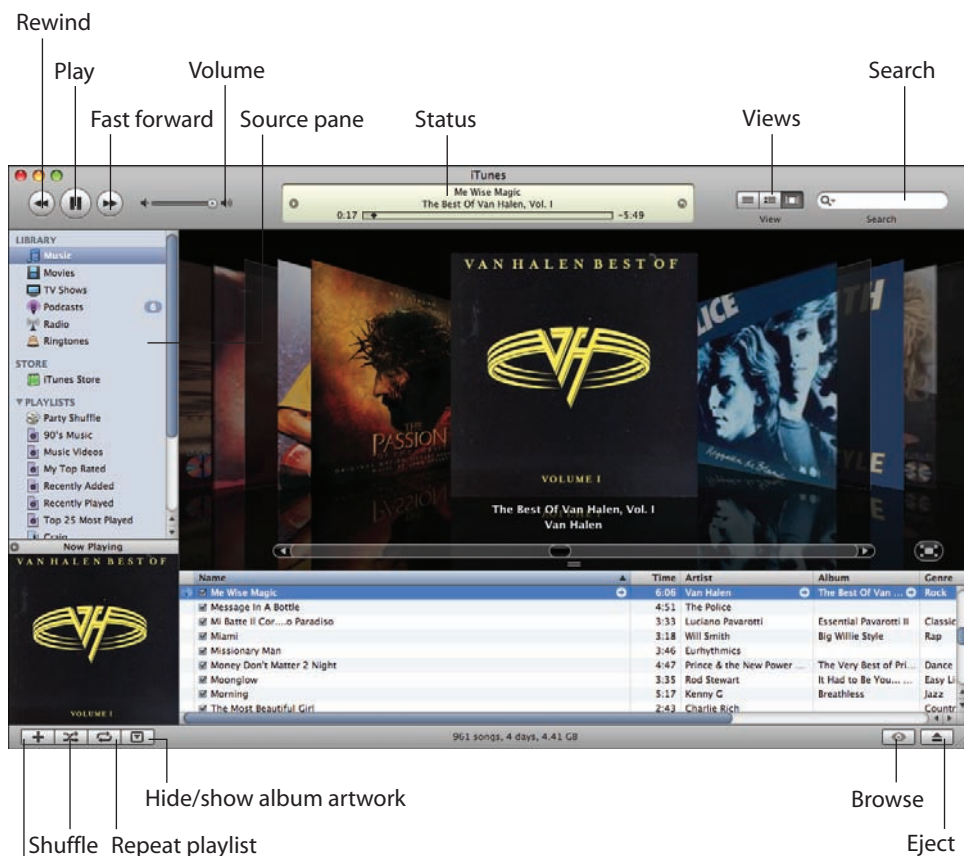 Rewind
Play
Volume
Search
Fast forward
Source pane
Status
Views
iTunes
Me Wise Magic
The Best Of Van Halen, Vol. I
0:17
-5:49
View
Search
LIBRARY
Music
Movies
TV Shows
Podcasts
Radio
Ringtones
STORE
iTunes Store
PLAYLISTS
Party Shuffle
90's Music
Music Videos
My Top Rated
Recently Added
Recently Played
Top 25 Most Played
Craig
Now Playing
VAN HALEN BEST OF
VOLUME I
VAN HALEN BEST OF
VOLUME I
THE
PASSION
LICE
Reggatta de Blanc
TH
YLE
The Best Of Van Halen, Vol. I
Van Halen
Name Time Artist Album Genre
Me Wise Magic 6:06 Van Halen The Best Of Van ... Rock
Message In A Bottle 4:51 The Police
Mi Batte Il Cor....o Paradiso 3:33 Luciano Pavarotti Essential Pavarotti II Classic
Miami 3:18 Will Smith Big Willie Style Rap
Missionary Man 3:46 Eurhythmics
Money Don't Matter 2 Night 4:47 Prince & the New Power ... The Very Best of Pri... Dance
Moonglow 3:35 Rod Stewart It Had to Be You... ... Easy Li
Morning 5:17 Kenny G Breathless Jazz
The Most Beautiful Girl 2:43 Charlie Rich Countr
961 songs, 4 days, 4.41 GB
Hide/show album artwork
Browse
Shuffle
Repeat playlist
Eject